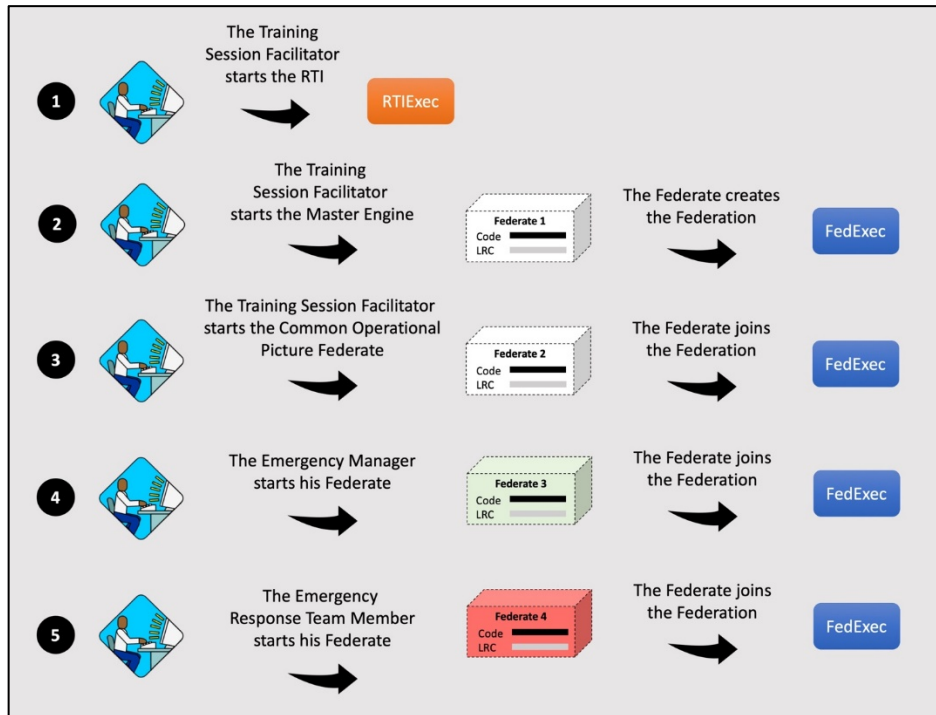 The Training
Session Facilitator
starts the RTI
1
RTIExec
The Training
Session Facilitator
starts the Master Engine
2
Federate 1
Code
LRC
The Federate creates
the Federation
FedExec
The Training Session Facilitator
starts the Common Operational
Picture Federate
3
Federate 2
Code
LRC
The Federate joins
the Federation
FedExec
The Emergency Manager
starts his Federate
4
Federate 3
Code
LRC
The Federate joins
the Federation
FedExec
The Emergency
Response Team Member
starts his Federate
5
Federate 4
Code
LRC
The Federate joins
the Federation
FedExec